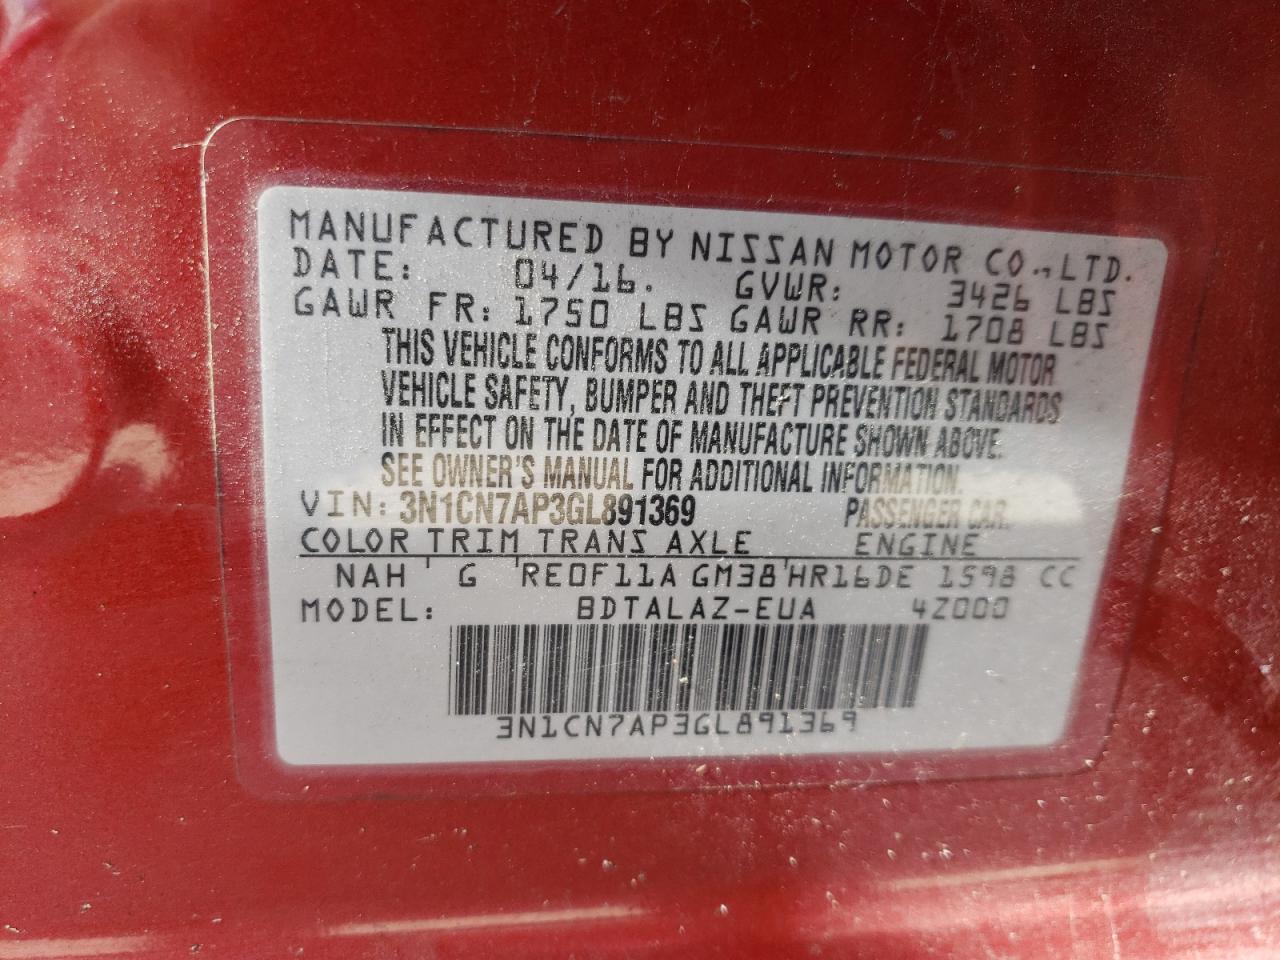 MANUFACTURED BY NISSAN MOTOR CO.,LTD.
DATE: 04/16. GVWR: 3426 LBS
GAWR FR: 1750 LBS GAWR RR: 1708 LBS
THIS VEHICLE CONFORMS TO ALL APPLICABLE FEDERAL MOTOR
VEHICLE SAFETY, BUMPER AND THEFT PREVENTION STANDARDS
IN EFFECT ON THE DATE OF MANUFACTURE SHOWN ABOVE.
SEE OWNER'S MANUAL FOR ADDITIONAL INFORMATION.
VIN: 3N1CN7AP3GL891369 PASSENGER CAR.
COLOR TRIM TRANS AXLE ENGINE
NAH ' G 'RE0F11A GM38'HR16DE 1598 CC
MODEL: BDTALAZ-EUA 4Z000
3N1CN7AP3GL891369